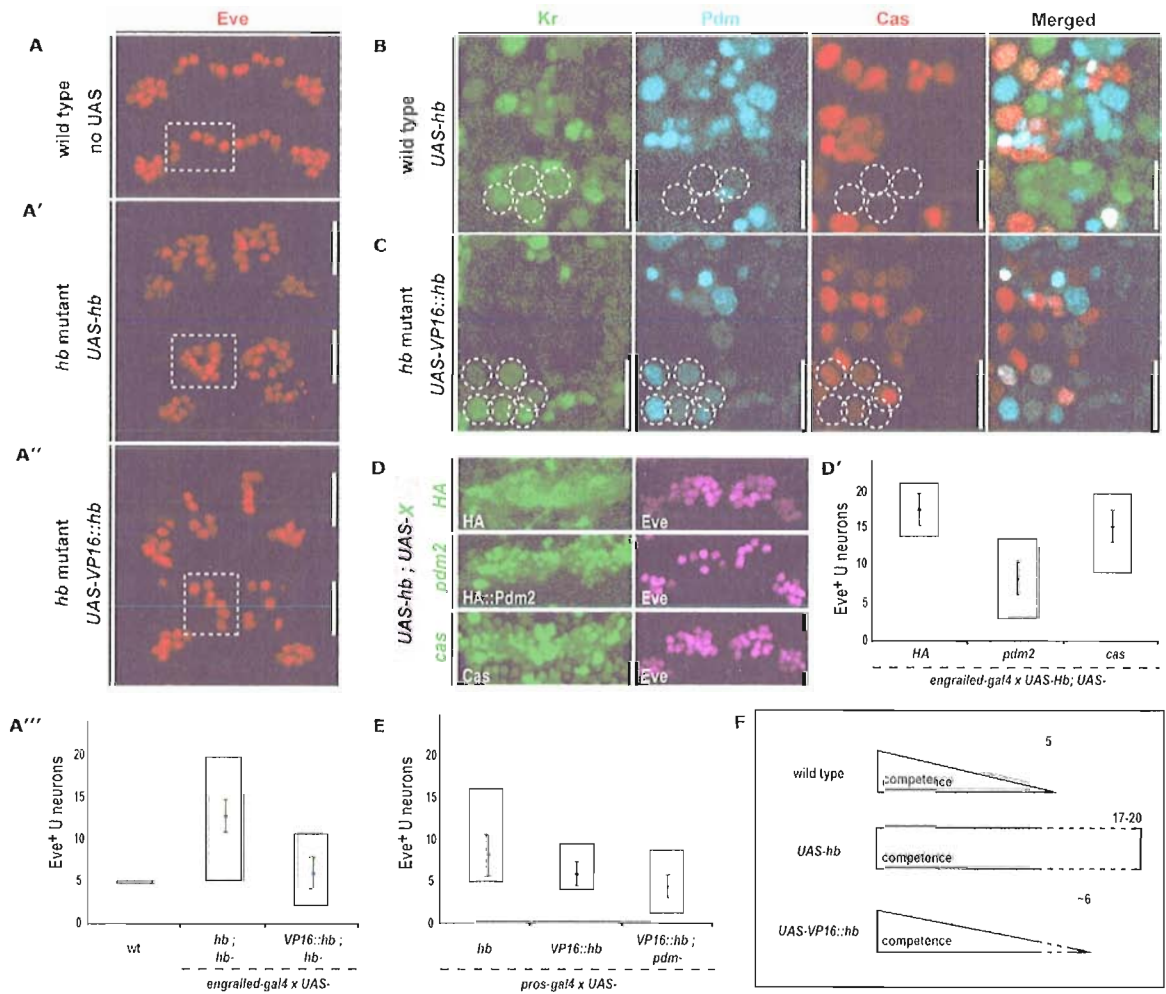 A
Eve
wild type
no UAS
A'
hb mutant
UAS-hb
A''
hb mutant
UAS-VP16::hb
B
Kr
Pdm
Cas
Merged
wild type
UAS-hb
C
hb mutant
UAS-VP16::hb
D
UAS-hb ; UAS-X
HA
HA
Eve
pdm2
HA::Pdm2
Eve
cas
Cas
Eve
D'
Eve+ U neurons
20
15
10
5
0
HA
pdm2
cas
engrailed-gal4 x UAS-Hb; UAS-
A'''
Eve+ U neurons
20
15
10
5
0
wt
hb ;
hb-
VP16::hb ;
hb-
engrailed-gal4 x UAS-
E
Eve+ U neurons
20
15
10
5
0
hb
VP16::hb
VP16::hb ;
pdm-
pros-gal4 x UAS-
F
5
wild type
competence
17-20
UAS-hb
competence
~6
UAS-VP16::hb
competence